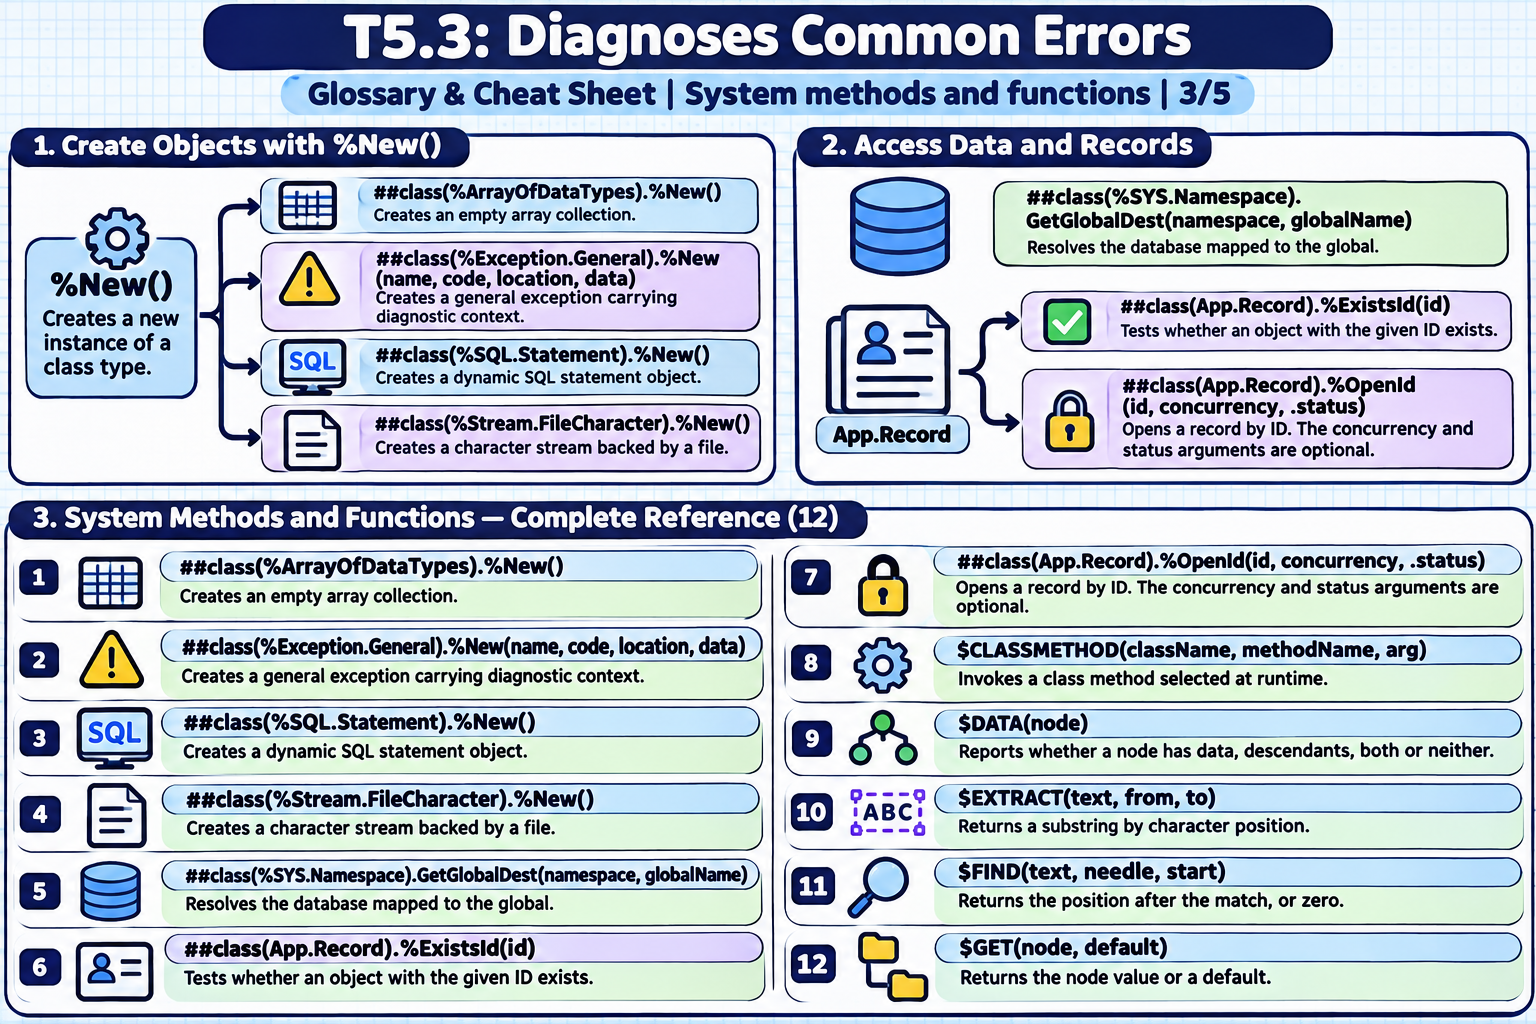 T5.3: Diagnoses Common Errors
Glossary & Cheat Sheet | System methods and functions | 3/5
1. Create Objects with %New()
%New()
Creates a new
instance of a
class type.
##class(%ArrayOfDataTypes).%New()
Creates an empty array collection.
##class(%Exception.General).%New
(name, code, location, data)
Creates a general exception carrying
diagnostic context.
SQL
##class(%SQL.Statement).%New()
Creates a dynamic SQL statement object.
##class(%Stream.FileCharacter).%New()
Creates a character stream backed by a file.
2. Access Data and Records
##class(%SYS.Namespace).
GetGlobalDest(namespace, globalName)
Resolves the database mapped to the global.
App.Record
##class(App.Record).%ExistsId(id)
Tests whether an object with the given ID exists.
##class(App.Record).%OpenId
(id, concurrency, .status)
Opens a record by ID. The concurrency and
status arguments are optional.
3. System Methods and Functions — Complete Reference (12)
1
##class(%ArrayOfDataTypes).%New()
Creates an empty array collection.
2
##class(%Exception.General).%New(name, code, location, data)
Creates a general exception carrying diagnostic context.
3
SQL
##class(%SQL.Statement).%New()
Creates a dynamic SQL statement object.
4
##class(%Stream.FileCharacter).%New()
Creates a character stream backed by a file.
5
##class(%SYS.Namespace).GetGlobalDest(namespace, globalName)
Resolves the database mapped to the global.
6
##class(App.Record).%ExistsId(id)
Tests whether an object with the given ID exists.
7
##class(App.Record).%OpenId(id, concurrency, .status)
Opens a record by ID. The concurrency and status arguments are
optional.
8
$CLASSMETHOD(className, methodName, arg)
Invokes a class method selected at runtime.
9
$DATA(node)
Reports whether a node has data, descendants, both or neither.
10
ABC
$EXTRACT(text, from, to)
Returns a substring by character position.
11
$FIND(text, needle, start)
Returns the position after the match, or zero.
12
$GET(node, default)
Returns the node value or a default.